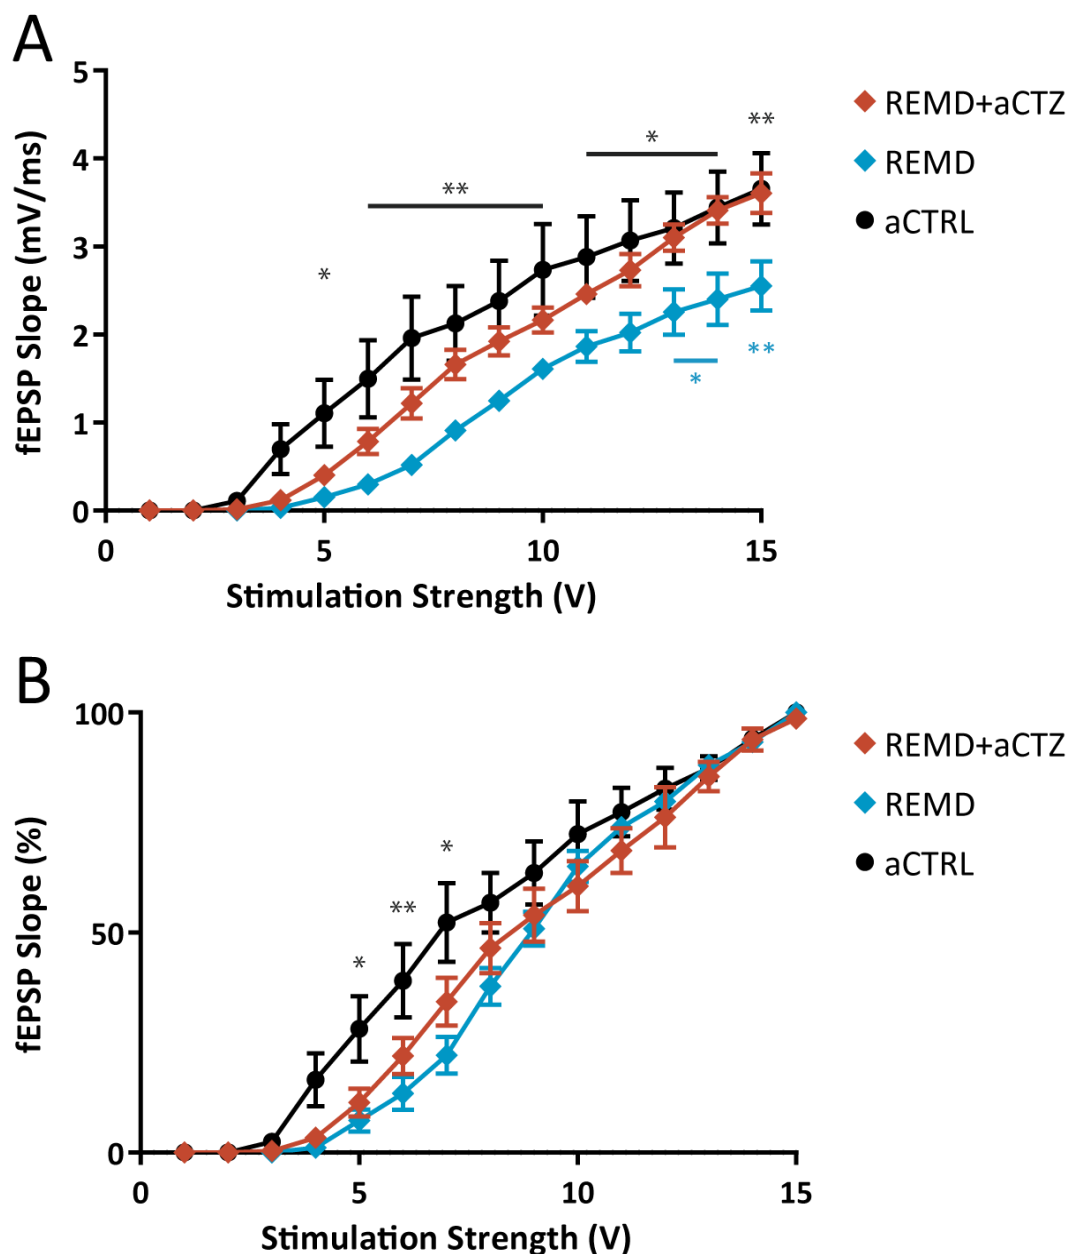 A
5
4
3
2
1
0
fEPSP Slope (mV/ms)
*
**
*
**
*
**
0 5 10 15
Stimulation Strength (V)
REMD+aCTZ
REMD
aCTRL
B
100
50
0
fEPSP Slope (%)
*
**
*
0 5 10 15
Stimulation Strength (V)
REMD+aCTZ
REMD
aCTRL